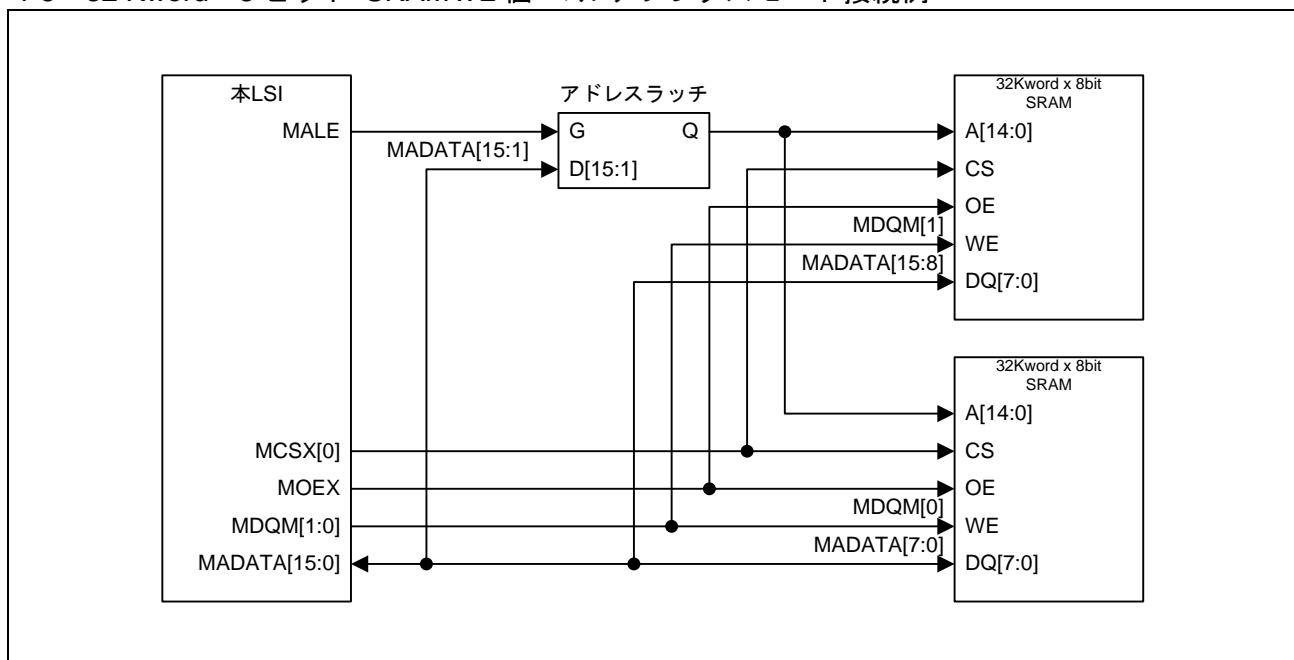 本LSI
MALE
MADATA[15:1]
アドレスラッチ
G
Q
D[15:1]
32Kword x 8bit
SRAM
A[14:0]
CS
OE
MDQM[1]
WE
MADATA[15:8]
DQ[7:0]
32Kword x 8bit
SRAM
A[14:0]
MCSX[0]
CS
MOEX
OE
MDQM[1:0]
MDQM[0]
WE
MADATA[15:0]
MADATA[7:0]
DQ[7:0]